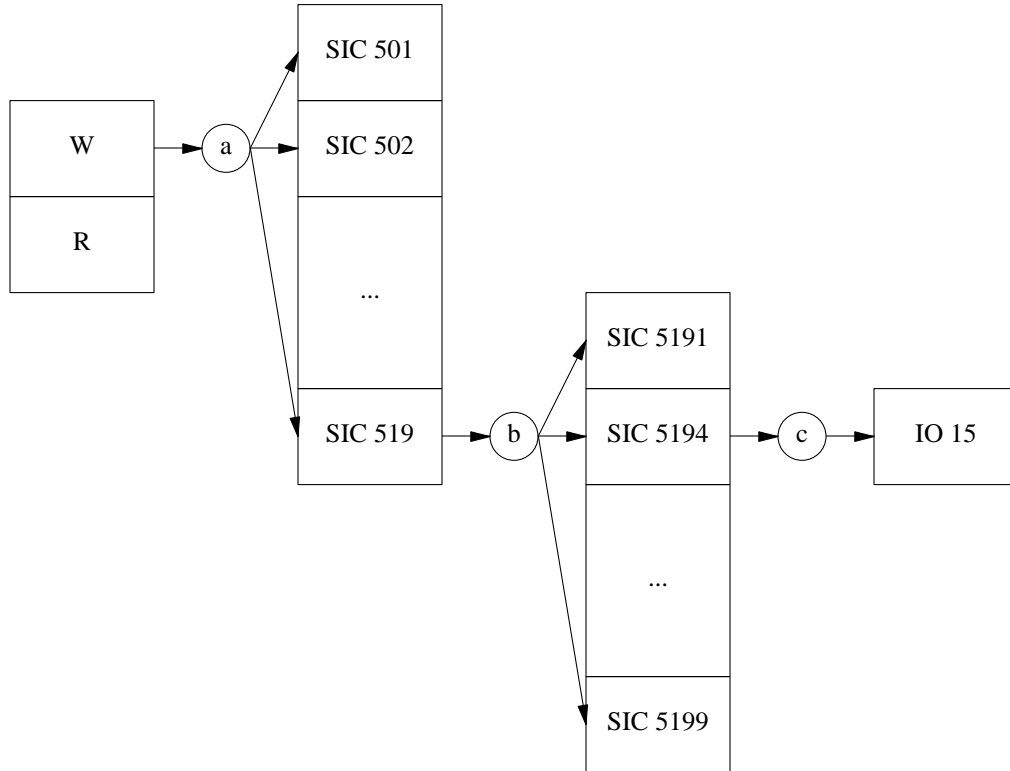 SIC 501
W
a
SIC 502
R
...
SIC 5191
SIC 519
b
SIC 5194
c
IO 15
...
SIC 5199